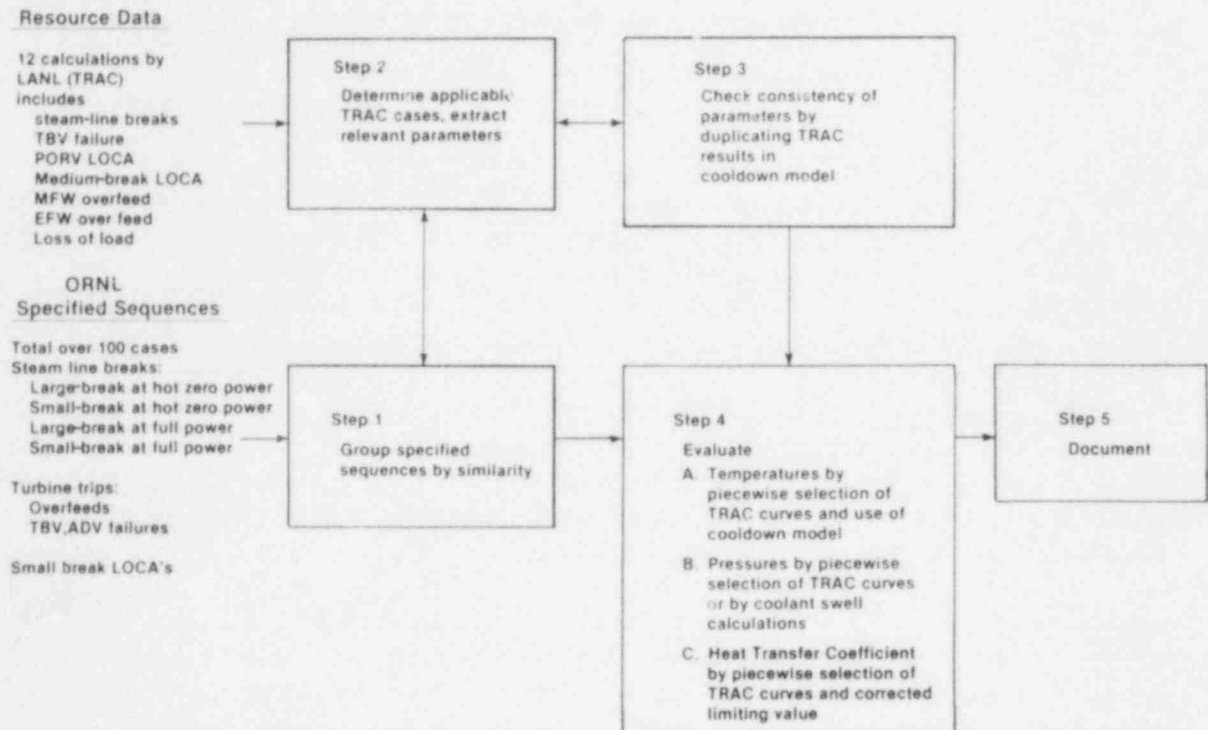 Resource Data
12 calculations by
LANL (TRAC)
includes
steam-line breaks
TBV failure
PORV LOCA
Medium-break LOCA
MFW overfeed
EFW over feed
Loss of load
ORNL
Specified Sequences
Total over 100 cases
Steam line breaks:
Large-break at hot zero power
Small-break at hot zero power
Large-break at full power
Small-break at full power
Turbine trips:
Overfeeds
TBV,ADV failures
Small break LOCA's
Step 2
Determine applicable
TRAC cases, extract
relevant parameters
Step 3
Check consistency of
parameters by
duplicating TRAC
results in
cooldown model
Step 1
Group specified
sequences by similarity
Step 4
Evaluate
A. Temperatures by
piecewise selection of
TRAC curves and use of
cooldown model
B. Pressures by piecewise
selection of TRAC curves
or by coolant swell
calculations
C. Heat Transfer Coefficient
by piecewise selection of
TRAC curves and corrected
limiting value
Step 5
Document